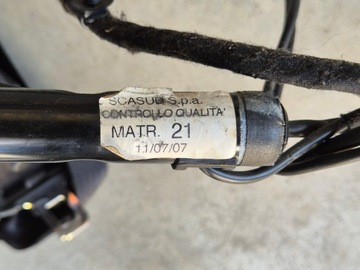 SCASUD S.p.a.
CONTROLLO QUALITA'
MATR. 21
11/07/07